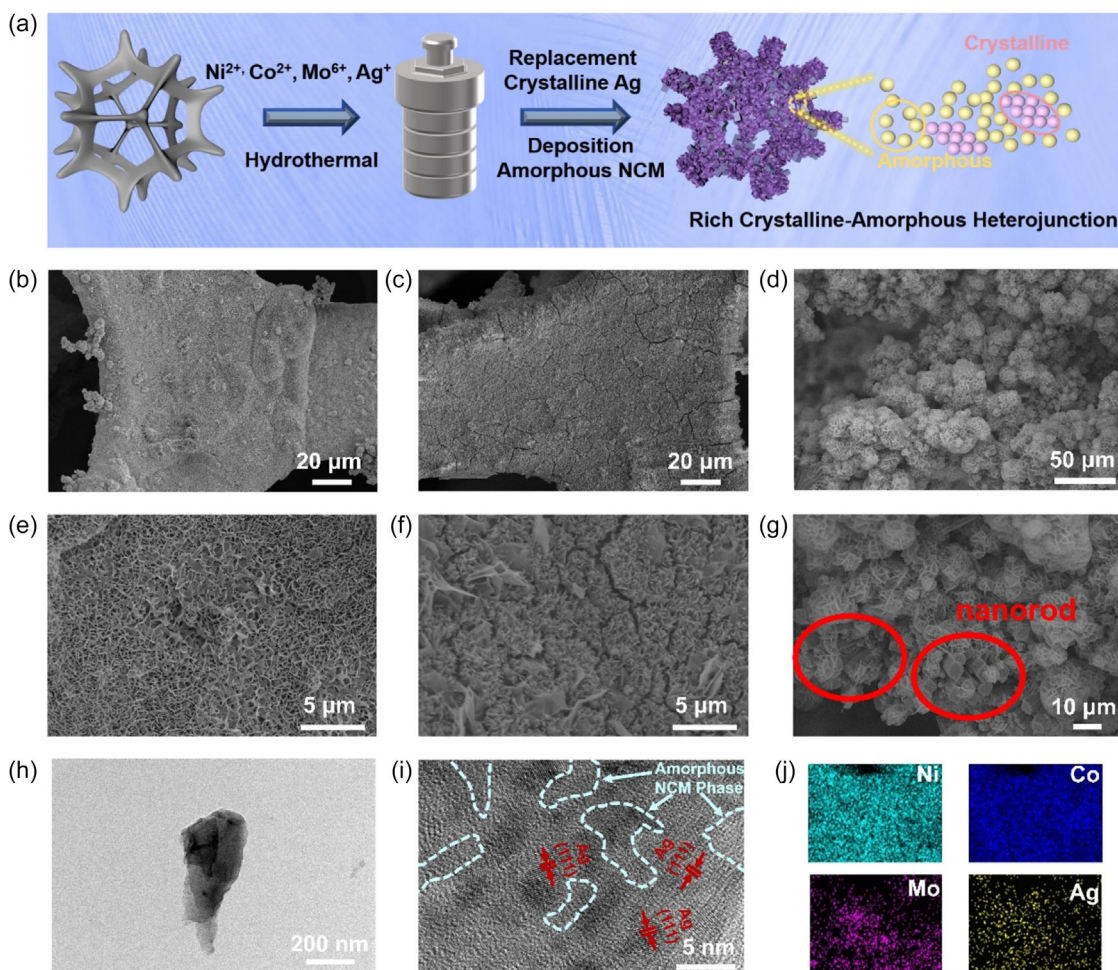 (a)
Ni²⁺, Co²⁺, Mo⁶⁺, Ag⁺
Hydrothermal
Replacement
Crystalline Ag
Deposition
Amorphous NCM
Crystalline
Amorphous
Rich Crystalline-Amorphous Heterojunction
(b)
20 µm
(c)
20 µm
(d)
50 µm
(e)
5 µm
(f)
5 µm
(g)
nanorod
10 µm
(h)
200 nm
(i)
Amorphous
NCM Phase
Ag
(111)
Ag
(111)
Ag
(111)
5 nm
(j)
Ni
Co
Mo
Ag